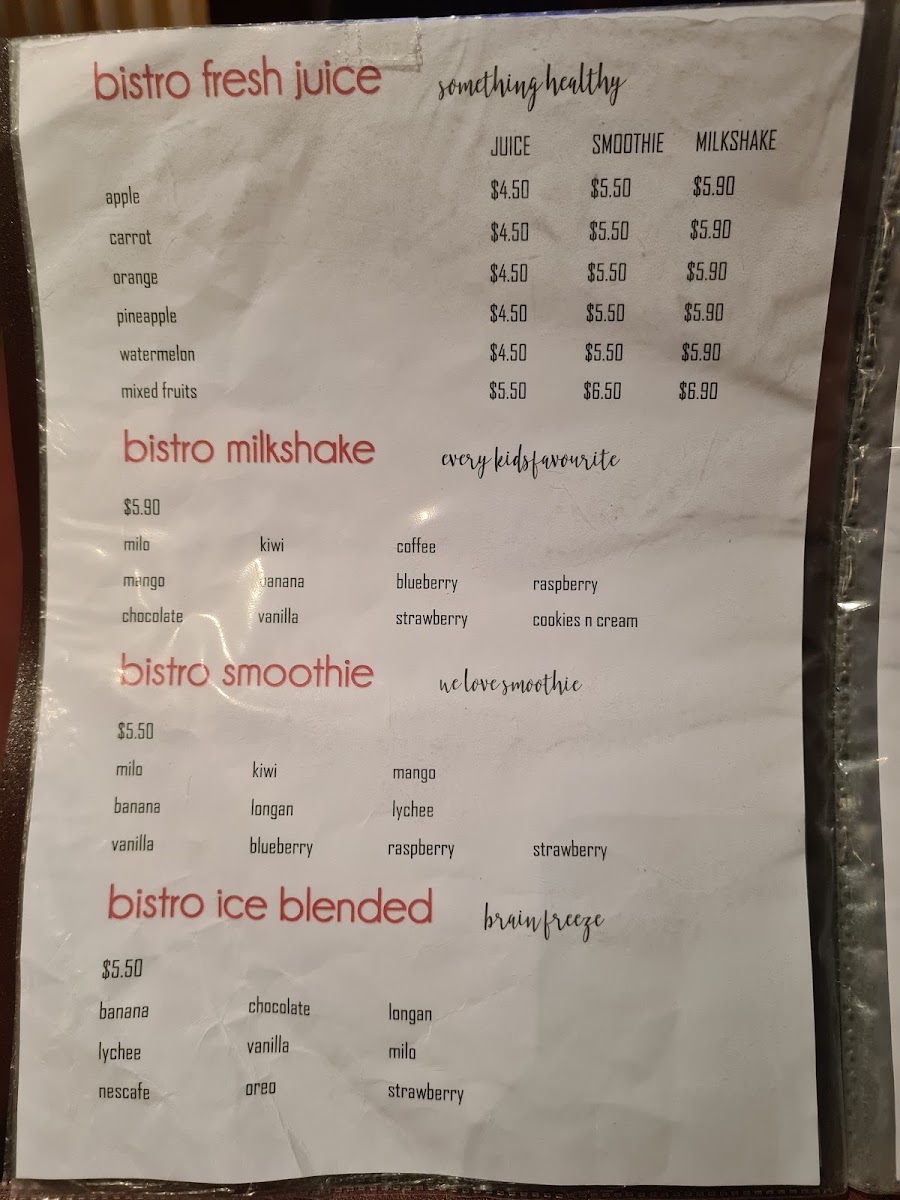 bistro fresh juice something healthy
JUICE SMOOTHIE MILKSHAKE
apple $4.50 $5.50 $5.90
carrot $4.50 $5.50 $5.90
orange $4.50 $5.50 $5.90
pineapple $4.50 $5.50 $5.90
watermelon $4.50 $5.50 $5.90
mixed fruits $5.50 $6.50 $6.90
bistro milkshake every kids favourite
$5.90
milo kiwi coffee
mango banana blueberry raspberry
chocolate vanilla strawberry cookies n cream
bistro smoothie we love smoothie
$5.50
milo kiwi mango
banana longan lychee
vanilla blueberry raspberry strawberry
bistro ice blended brain freeze
$5.50
banana chocolate longan
lychee vanilla milo
nescafe oreo strawberry